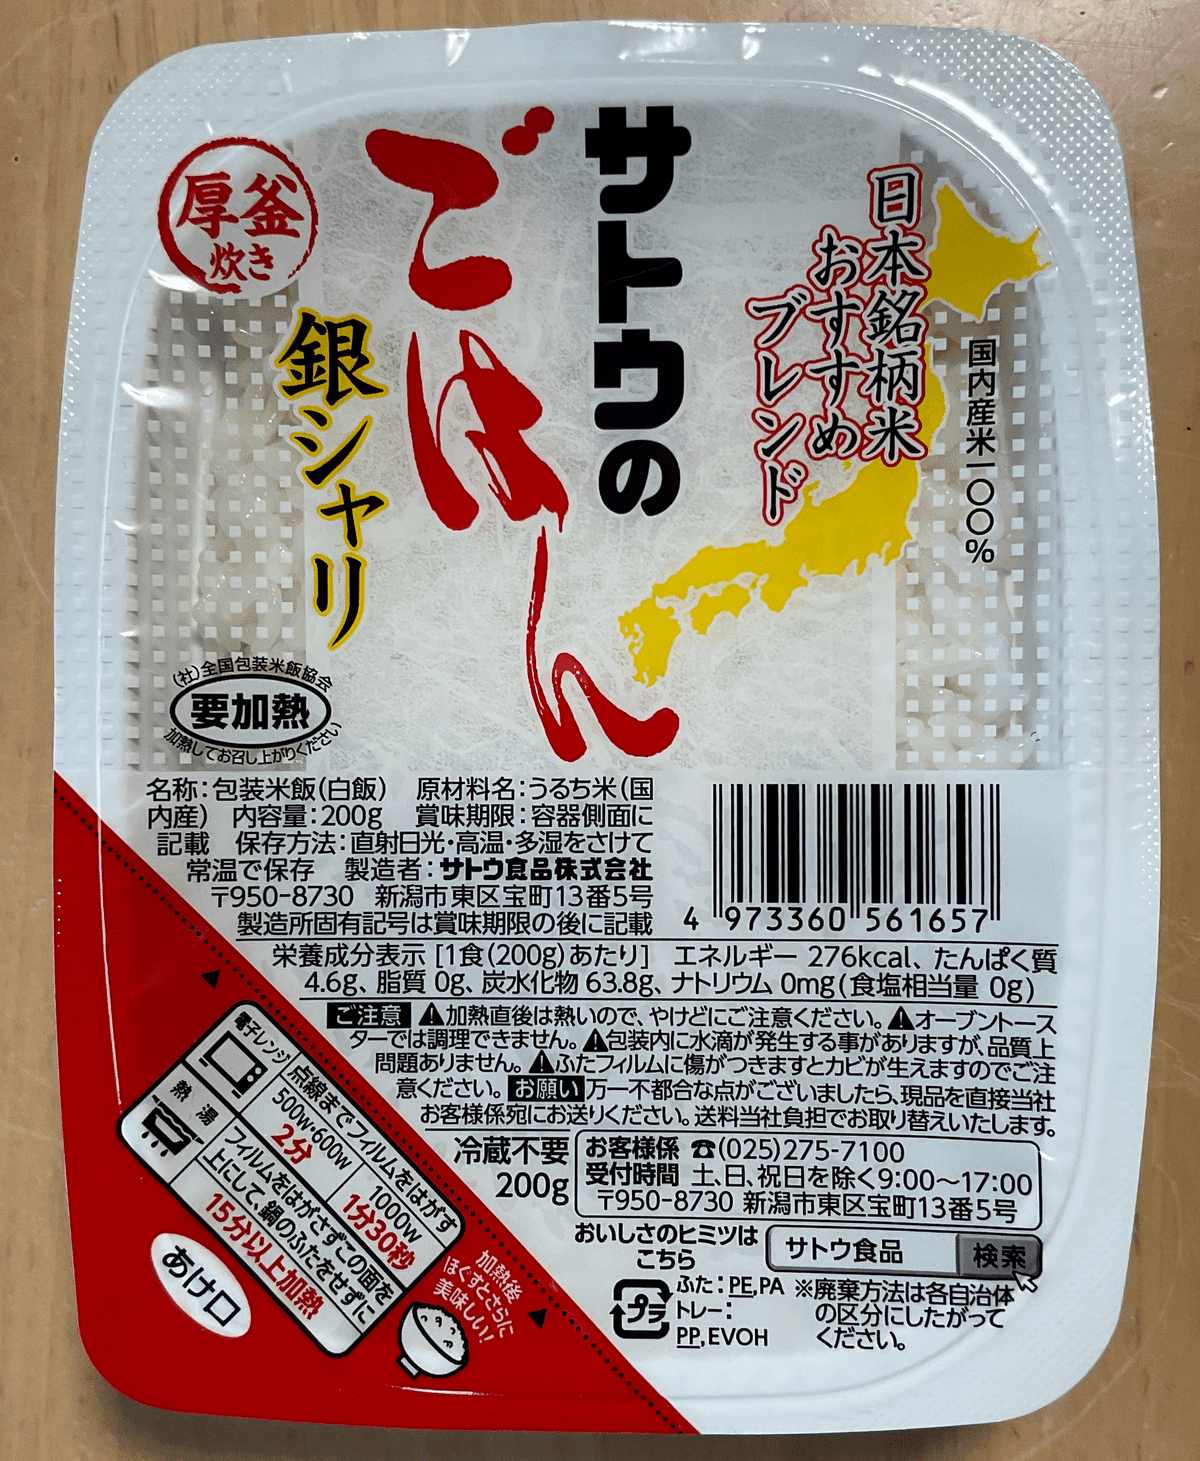 サトウの
ごはん
銀シャリ
厚釜
炊き
日本銘柄米
おすすめ
ブレンド
国内産米一〇〇%
(社)全国包装米飯協会
要加熱
加熱してお召し上がりください
名称:包装米飯(白飯) 原材料名:うるち米(国
内産) 内容量:200g 賞味期限:容器側面に
記載 保存方法:直射日光・高温・多湿をさけて
常温で保存 製造者:サトウ食品株式会社
〒950-8730 新潟市東区宝町13番5号
製造所固有記号は賞味期限の後に記載
4 973360 561657
栄養成分表示 [1食(200g)あたり] エネルギー 276kcal、たんぱく質
4.6g、脂質 0g、炭水化物 63.8g、ナトリウム 0mg(食塩相当量 0g)
ご注意 ⚠加熱直後は熱いので、やけどにご注意ください。⚠オーブントース
ターでは調理できません。⚠包装内に水滴が発生する事がありますが、品質上
問題ありません。⚠ふたフィルムに傷がつきますとカビが生えますのでご注
意ください。お願い 万一不都合な点がございましたら、現品を直接当社
お客様係宛にお送りください。送料当社負担でお取り替えいたします。
冷蔵不要
200g
お客様係 ☎(025)275-7100
受付時間 土、日、祝日を除く9:00～17:00
〒950-8730 新潟市東区宝町13番5号
おいしさのヒミツは
こちら
サトウ食品 検索
プラ
ふた:PE,PA
トレー:
PP,EVOH
※廃棄方法は各自治体
の区分にしたがって
ください。
電子レンジ
点線までフィルムをはがす
500w・600w 1000w
2分 1分30秒
熱湯
フィルムをはがさずこの面を
上にして、鍋のふたをせずに
15分以上加熱
加熱後
ほぐすとさらに
美味しい!
あけ口